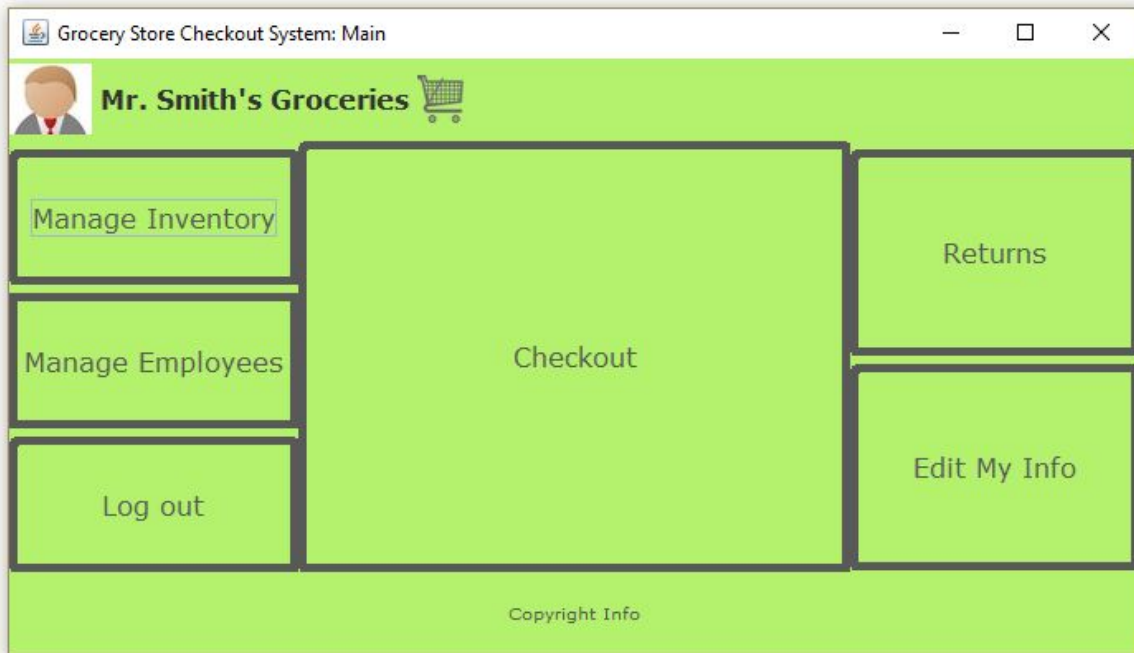 Grocery Store Checkout System: Main
Mr. Smith's Groceries
Manage Inventory
Manage Employees
Log out
Checkout
Returns
Edit My Info
Copyright Info